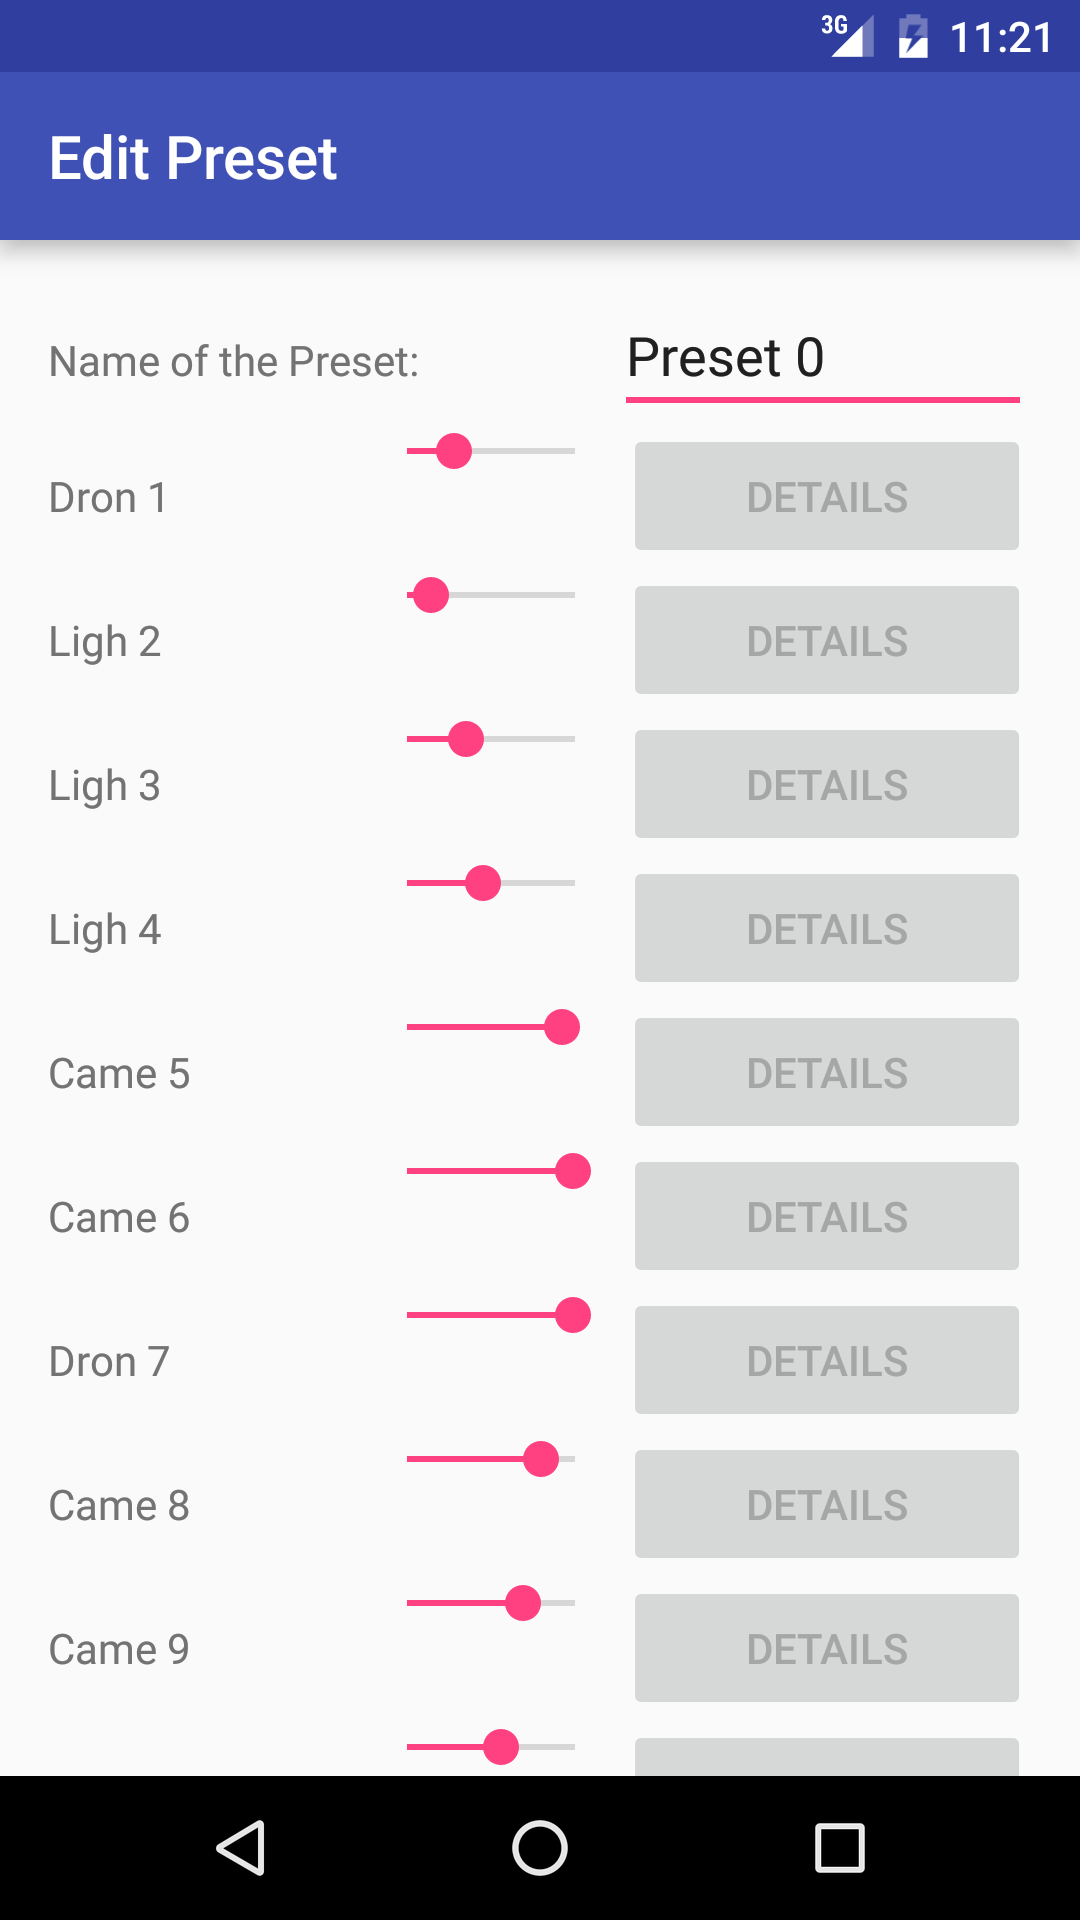 3G 11:21
Edit Preset
Name of the Preset: Preset 0
Dron 1 DETAILS
Ligh 2 DETAILS
Ligh 3 DETAILS
Ligh 4 DETAILS
Came 5 DETAILS
Came 6 DETAILS
Dron 7 DETAILS
Came 8 DETAILS
Came 9 DETAILS